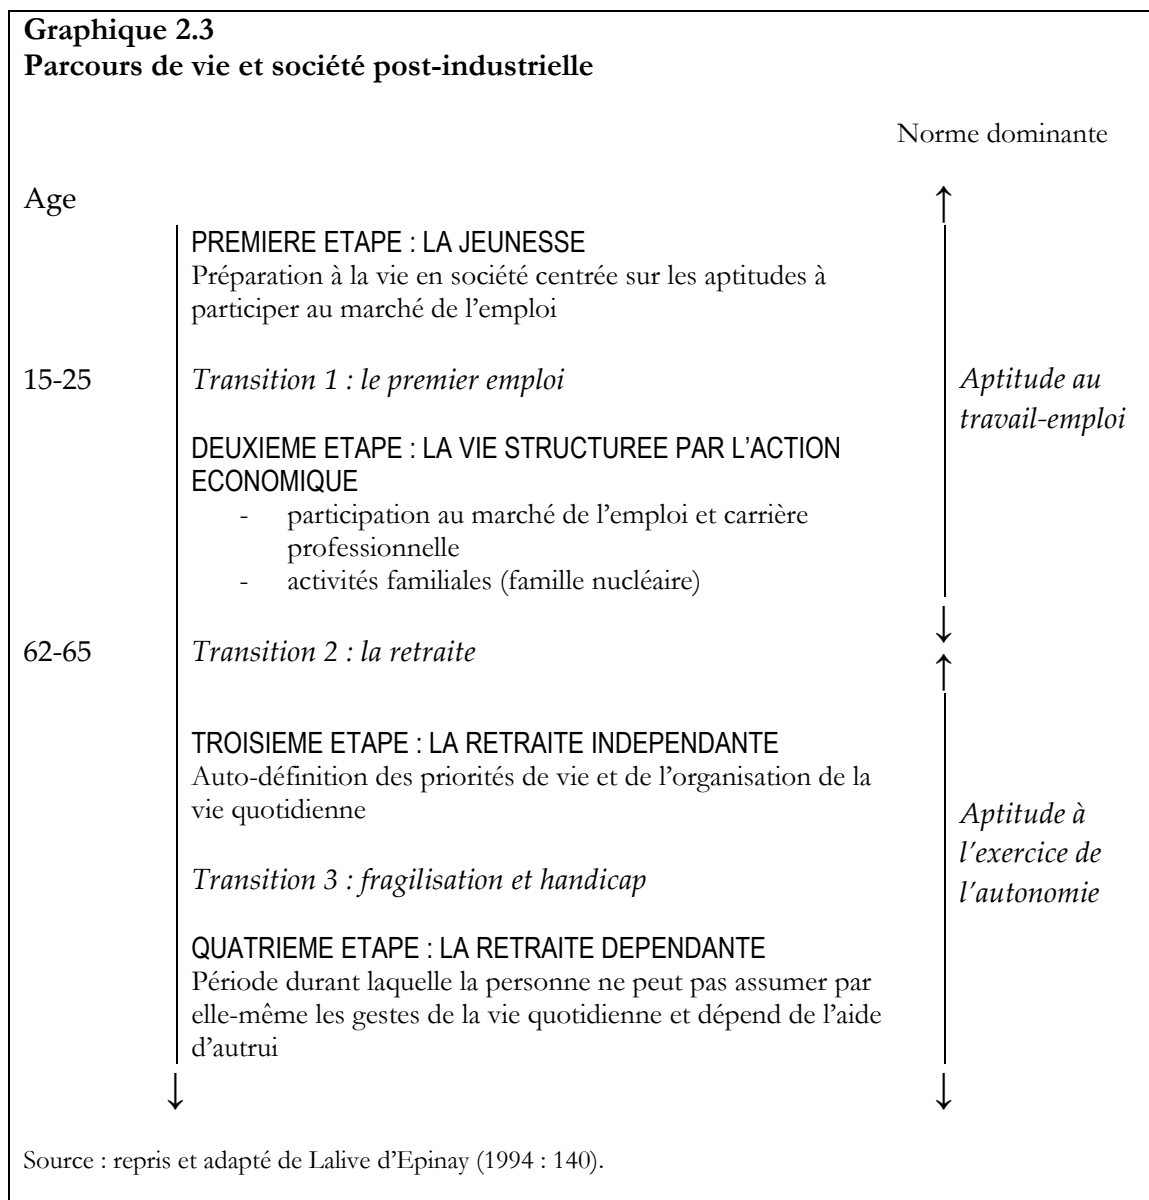 Graphique 2.3
Parcours de vie et société post-industrielle
Norme dominante
Age
PREMIERE ETAPE : LA JEUNESSE
Préparation à la vie en société centrée sur les aptitudes à
participer au marché de l’emploi
15-25
Transition 1 : le premier emploi
Aptitude au
travail-emploi
DEUXIEME ETAPE : LA VIE STRUCTUREE PAR L’ACTION
ECONOMIQUE
- participation au marché de l’emploi et carrière
professionnelle
- activités familiales (famille nucléaire)
62-65
Transition 2 : la retraite
TROISIEME ETAPE : LA RETRAITE INDEPENDANTE
Auto-définition des priorités de vie et de l’organisation de la
vie quotidienne
Aptitude à
l’exercice de
l’autonomie
Transition 3 : fragilisation et handicap
QUATRIEME ETAPE : LA RETRAITE DEPENDANTE
Période durant laquelle la personne ne peut pas assumer par
elle-même les gestes de la vie quotidienne et dépend de l’aide
d’autrui
Source : repris et adapté de Lalive d’Epinay (1994 : 140).